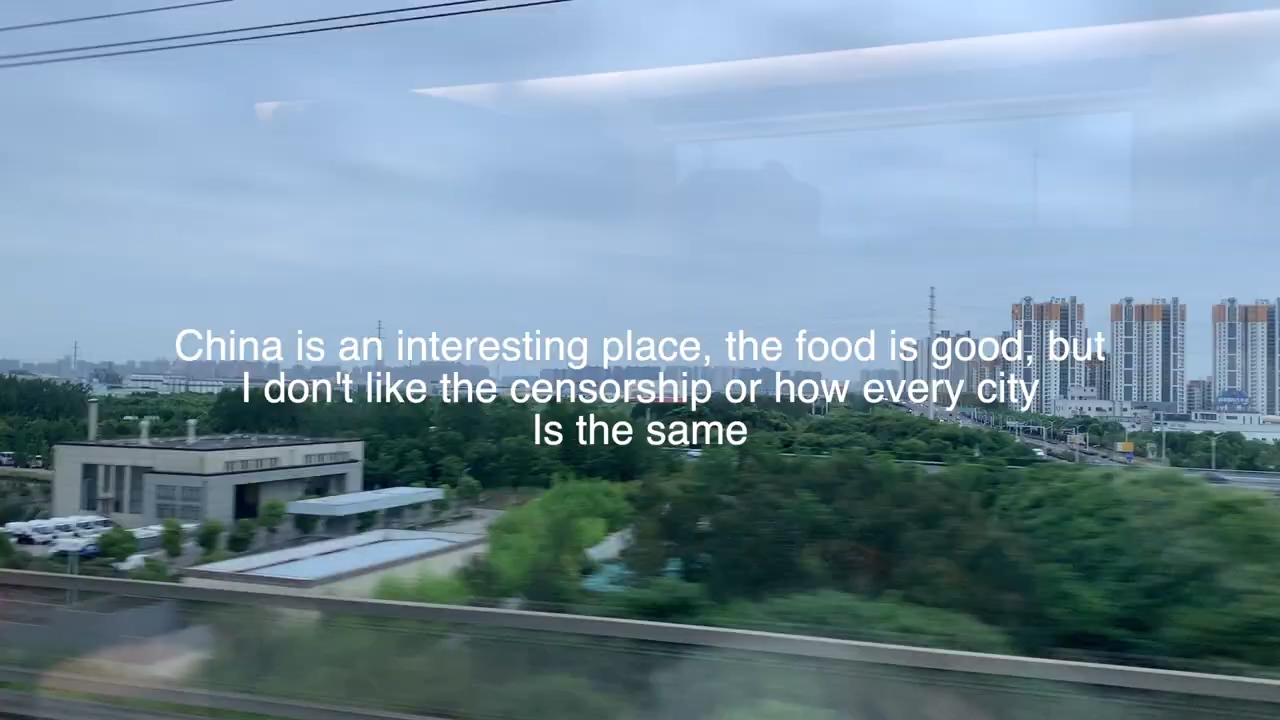 China is an interesting place, the food is good, but
I don't like the censorship or how every city
Is the same